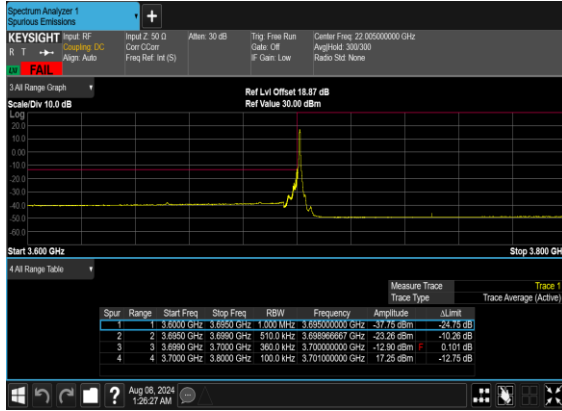 Spectrum Analyzer 1
Spurious Emissions
+
KEYSIGHT Input: RF Input Z: 50 Ω Atten: 30 dB Trig: Free Run Center Freq: 22.005000000 GHz
R T Coupling: DC Corr CCorr Gate: Off Avg|Hold: 300/300
Align: Auto Freq Ref: Int (S) IF Gain: Low Radio Std: None
FAIL
3 All Range Graph
Ref Lvl Offset 18.87 dB
Scale/Div 10.0 dB Ref Value 30.00 dBm
Log
20.0
10.0
0.00
-10.0
-20.0
-30.0
-40.0
-50.0
-60.0
Start 3.600 GHz Stop 3.800 GH
4 All Range Table
Measure Trace Trace 1
Trace Type Trace Average (Active)
Spur Range Start Freq Stop Freq RBW Frequency Amplitude ΔLimit
1 1 3.6000 GHz 3.6950 GHz 1.000 MHz 3.695000000 GHz -37.75 dBm -24.75 dB
2 2 3.6950 GHz 3.6990 GHz 510.0 kHz 3.698966667 GHz -23.26 dBm -10.26 dB
3 3 3.6990 GHz 3.7000 GHz 360.0 kHz 3.700000000 GHz -12.90 dBm F 0.101 dB
4 4 3.7000 GHz 3.8000 GHz 100.0 kHz 3.701000000 GHz 17.25 dBm -12.75 dB
? Aug 08, 2024
1:26:27 AM